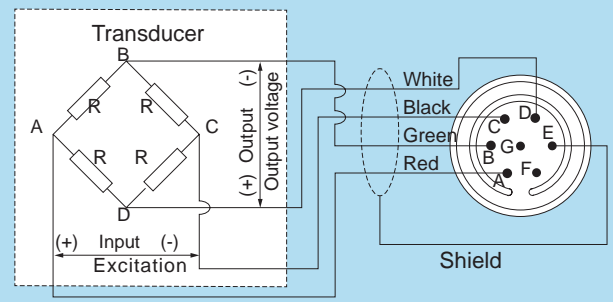 Transducer
B
(-)
R
R
A
C
R
R
(+) Output
Output voltage
D
(+) Input (-)
Excitation
White
Black
Green
Red
C
D
E
B
G
A
F
Shield